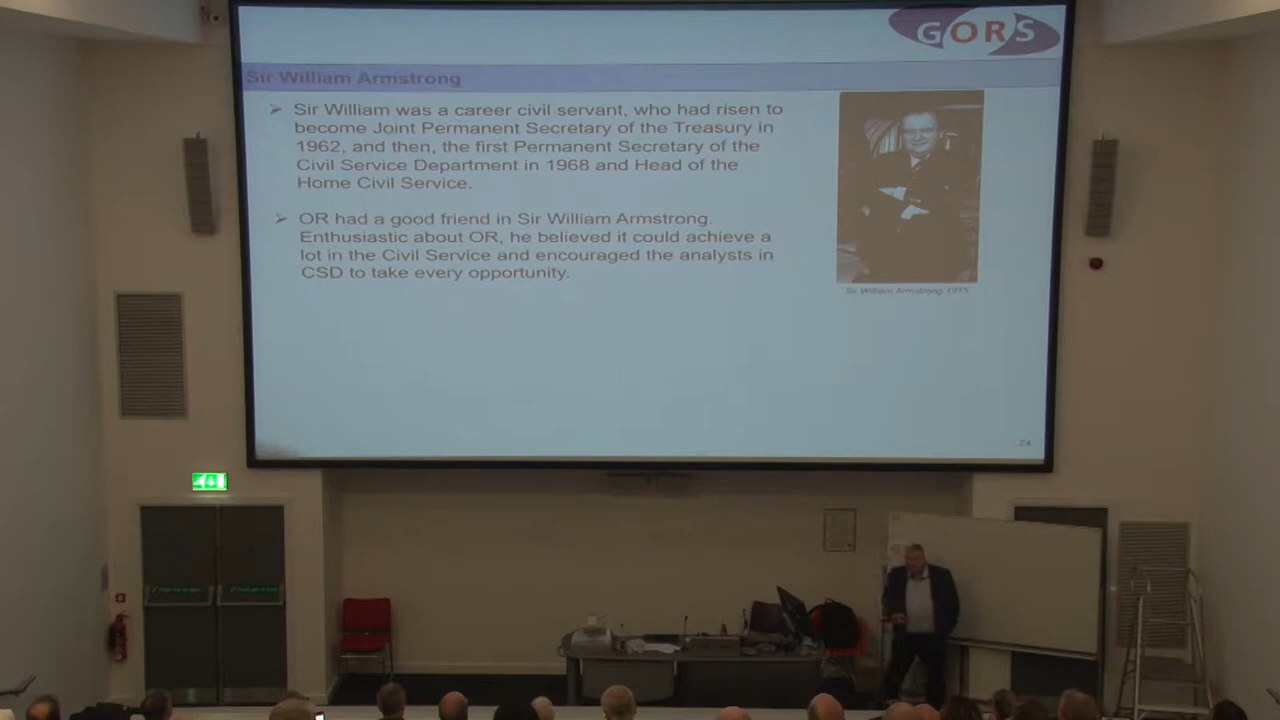 GORS
Sir William Armstrong
Sir William was a career civil servant, who had risen to
become Joint Permanent Secretary of the Treasury in
1962, and then, the first Permanent Secretary of the
Civil Service Department in 1968 and Head of the
Home Civil Service.
OR had a good friend in Sir William Armstrong.
Enthusiastic about OR, he believed it could achieve a
lot in the Civil Service and encouraged the analysts in
CSD to take every opportunity.
Sir William Armstrong 1975
24